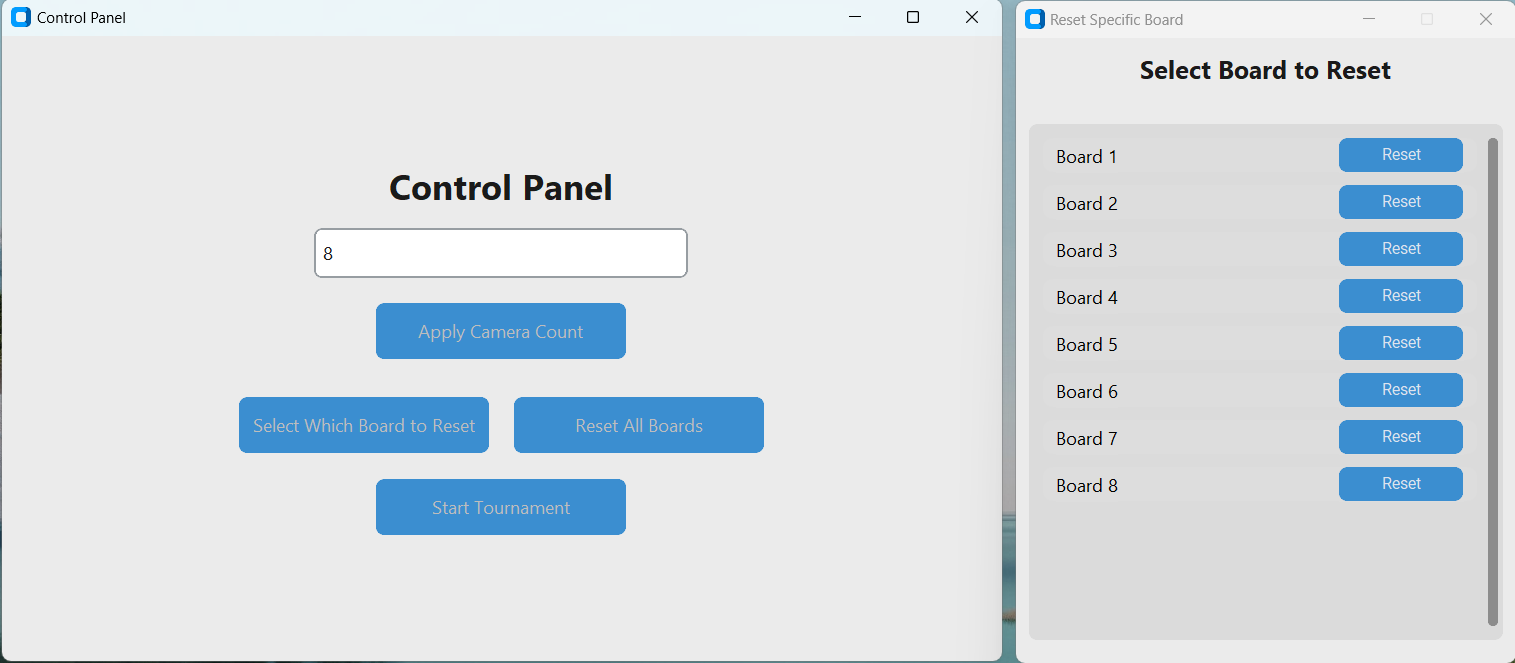 Control Panel
Control Panel
8
Apply Camera Count
Select Which Board to Reset
Reset All Boards
Start Tournament
Reset Specific Board
Select Board to Reset
Board 1 Reset
Board 2 Reset
Board 3 Reset
Board 4 Reset
Board 5 Reset
Board 6 Reset
Board 7 Reset
Board 8 Reset